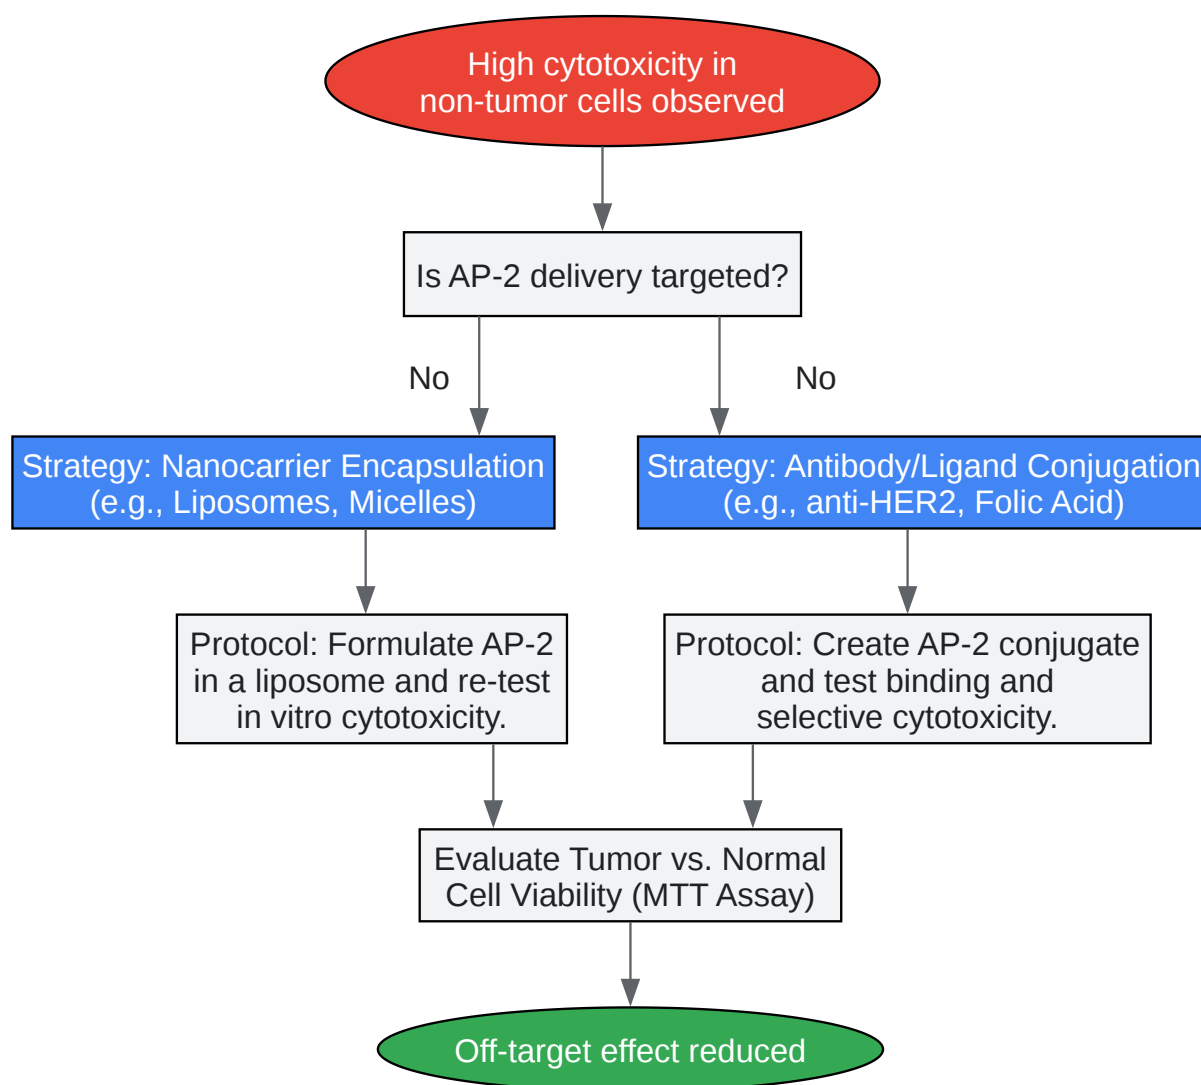 High cytotoxicity in
non-tumor cells observed
Is AP-2 delivery targeted?
No
No
Strategy: Nanocarrier Encapsulation
(e.g., Liposomes, Micelles)
Strategy: Antibody/Ligand Conjugation
(e.g., anti-HER2, Folic Acid)
Protocol: Formulate AP-2
in a liposome and re-test
in vitro cytotoxicity.
Protocol: Create AP-2 conjugate
and test binding and
selective cytotoxicity.
Evaluate Tumor vs. Normal
Cell Viability (MTT Assay)
Off-target effect reduced